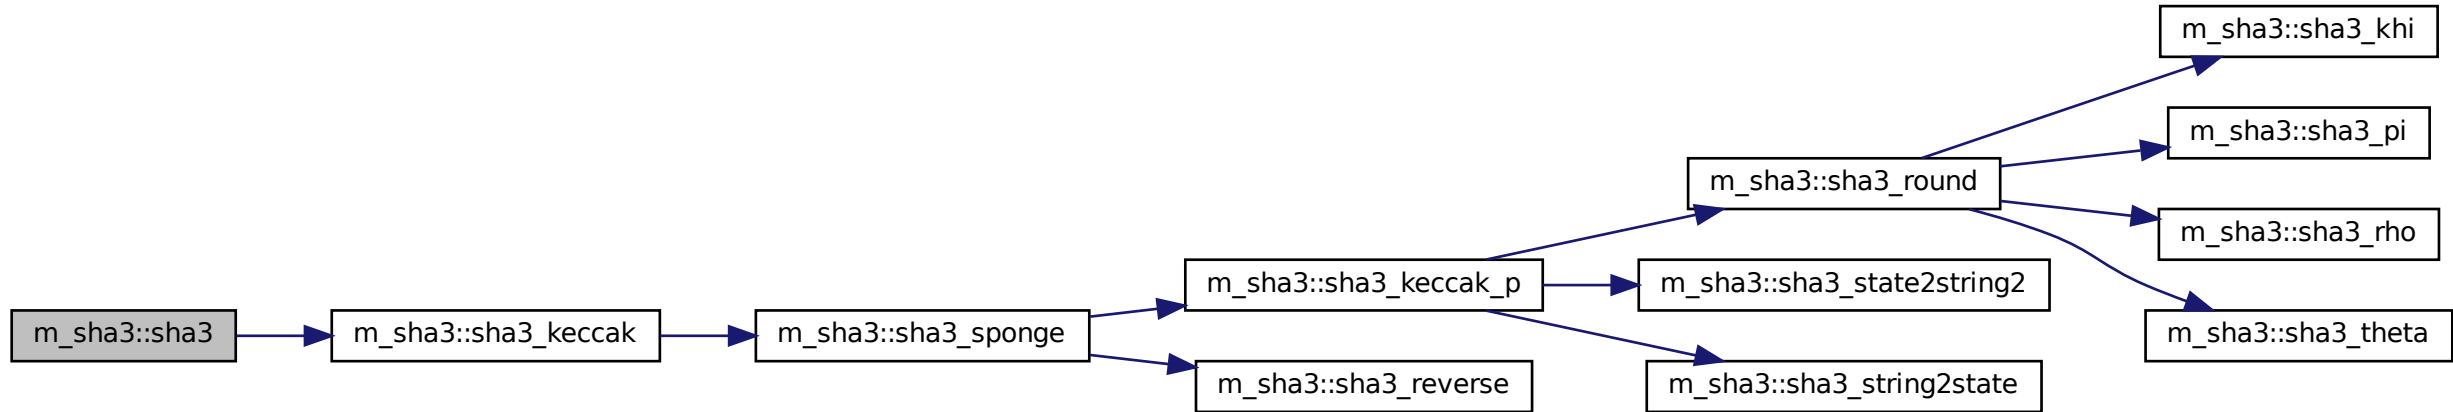 m_sha3::sha3
m_sha3::sha3_keccak
m_sha3::sha3_sponge
m_sha3::sha3_keccak_p
m_sha3::sha3_reverse
m_sha3::sha3_round
m_sha3::sha3_state2string2
m_sha3::sha3_string2state
m_sha3::sha3_khi
m_sha3::sha3_pi
m_sha3::sha3_rho
m_sha3::sha3_theta